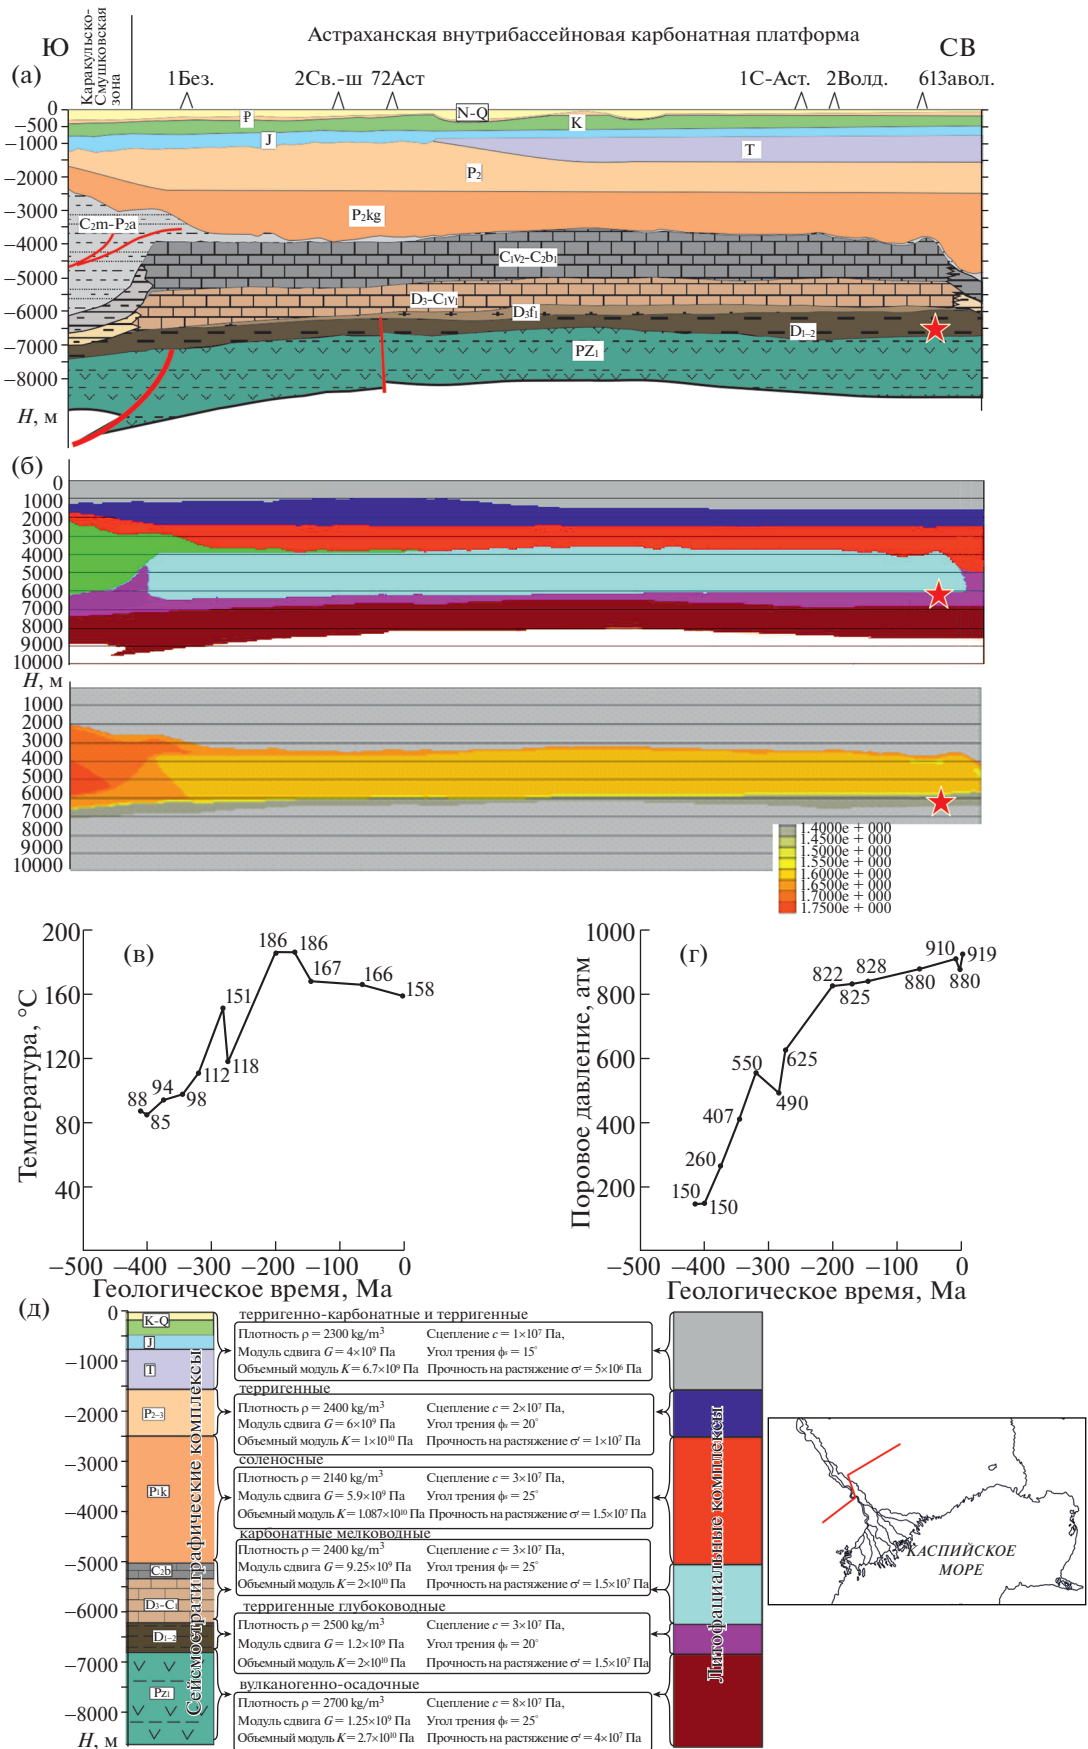 Каракульско-
Смушковская
зона
Ю
Астраханская внутрибассейновая карбонатная платформа
СВ
(а)
1Без.
2Св.-ш
72Аст
1С-Аст.
2Волд.
613авол.
0
−500
−1000
−2000
−3000
−4000
−5000
−6000
−7000
−8000
H, м
₽
N-Q
K
J
T
P₂
P₂kg
C₂m-P₂a
C₁v₂-C₂b₁
D₃-C₁v₁
D₃f₁
D₁₋₂
PZ₁
(б)
0
1000
2000
3000
4000
5000
6000
7000
8000
9000
10000
H, м
1000
2000
3000
4000
5000
6000
7000
8000
9000
10000
1.4000e + 000
1.4500e + 000
1.5000e + 000
1.5500e + 000
1.6000e + 000
1.6500e + 000
1.7000e + 000
1.7500e + 000
(в)
Температура, °C
200
160
120
80
40
88
85
94
98
112
151
118
186
186
167
166
158
−500
−400
−300
−200
−100
0
Геологическое время, Ma
(г)
Поровое давление, атм
1000
800
600
400
200
150
150
260
407
550
490
625
822
825
828
880
910
880
919
−500
−400
−300
−200
−100
0
Геологическое время, Ma
(д)
0
−1000
−2000
−3000
−4000
−5000
−6000
−7000
−8000
H, м
K-Q
J
T
P₂₋₃
P₁k
C₂b
D₃-C₁
D₁₋₂
Pz₁
Сейсмостратиграфические комплексы
терригенно-карбонатные и терригенные
Плотность ρ = 2300 kg/m³ Сцепление c = 1×10⁷ Па,
Модуль сдвига G = 4×10⁹ Па Угол трения ϕₛ = 15°
Объемный модуль K = 6.7×10⁹ Па Прочность на растяжение σᵗ = 5×10⁶ Па
терригенные
Плотность ρ = 2400 kg/m³ Сцепление c = 2×10⁷ Па,
Модуль сдвига G = 6×10⁹ Па Угол трения ϕₛ = 20°
Объемный модуль K = 1×10¹⁰ Па Прочность на растяжение σᵗ = 1×10⁷ Па
соленосные
Плотность ρ = 2140 kg/m³ Сцепление c = 3×10⁷ Па,
Модуль сдвига G = 5.9×10⁹ Па Угол трения ϕₛ = 25°
Объемный модуль K = 1.087×10¹⁰ Па Прочность на растяжение σᵗ = 1.5×10⁷ Па
карбонатные мелководные
Плотность ρ = 2400 kg/m³ Сцепление c = 3×10⁷ Па,
Модуль сдвига G = 9.25×10⁹ Па Угол трения ϕₛ = 25°
Объемный модуль K = 2×10¹⁰ Па Прочность на растяжение σᵗ = 1.5×10⁷ Па
терригенные глубоководные
Плотность ρ = 2500 kg/m³ Сцепление c = 3×10⁷ Па,
Модуль сдвига G = 1.2×10⁹ Па Угол трения ϕₛ = 20°
Объемный модуль K = 2×10¹⁰ Па Прочность на растяжение σᵗ = 1.5×10⁷ Па
вулканогенно-осадочные
Плотность ρ = 2700 kg/m³ Сцепление c = 8×10⁷ Па,
Модуль сдвига G = 1.25×10⁹ Па Угол трения ϕₛ = 25°
Объемный модуль K = 2.7×10¹⁰ Па Прочность на растяжение σᵗ = 4×10⁷ Па
Литофациальные комплексы
КАСПИЙСКОЕ
МОРЕ